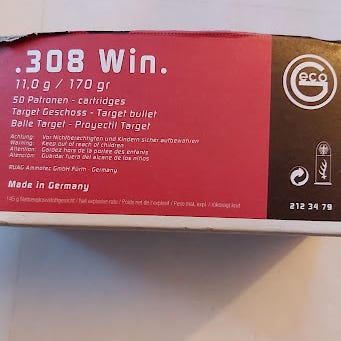 .308 Win.
11,0 g / 170 gr
50 Patronen - cartridges
Target Geschoss - Target bullet
Balle Target - Proyectil Target
Achtung: Vor Nichtberechtigten und Kindern sicher aufbewahren
Warning: Keep out of reach of children
Attention: Gardez hors de la portée des enfants
Atención: Guardar fuera del alcance de los niños
RUAG Ammotec GmbH Fürth - Germany
Made in Germany
geco
212 34 79